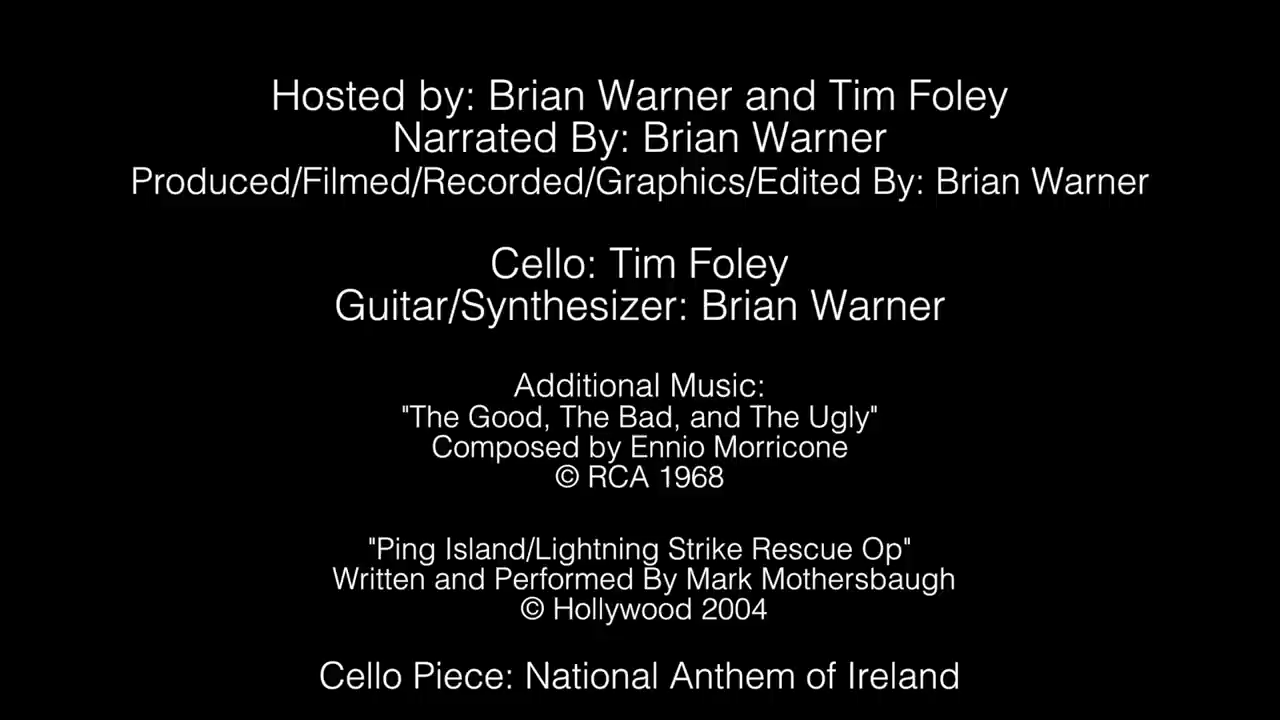 Hosted by: Brian Warner and Tim Foley
Narrated By: Brian Warner
Produced/Filmed/Recorded/Graphics/Edited By: Brian Warner
Cello: Tim Foley
Guitar/Synthesizer: Brian Warner
Additional Music:
"The Good, The Bad, and The Ugly"
Composed by Ennio Morricone
© RCA 1968
"Ping Island/Lightning Strike Rescue Op"
Written and Performed By Mark Mothersbaugh
© Hollywood 2004
Cello Piece: National Anthem of Ireland